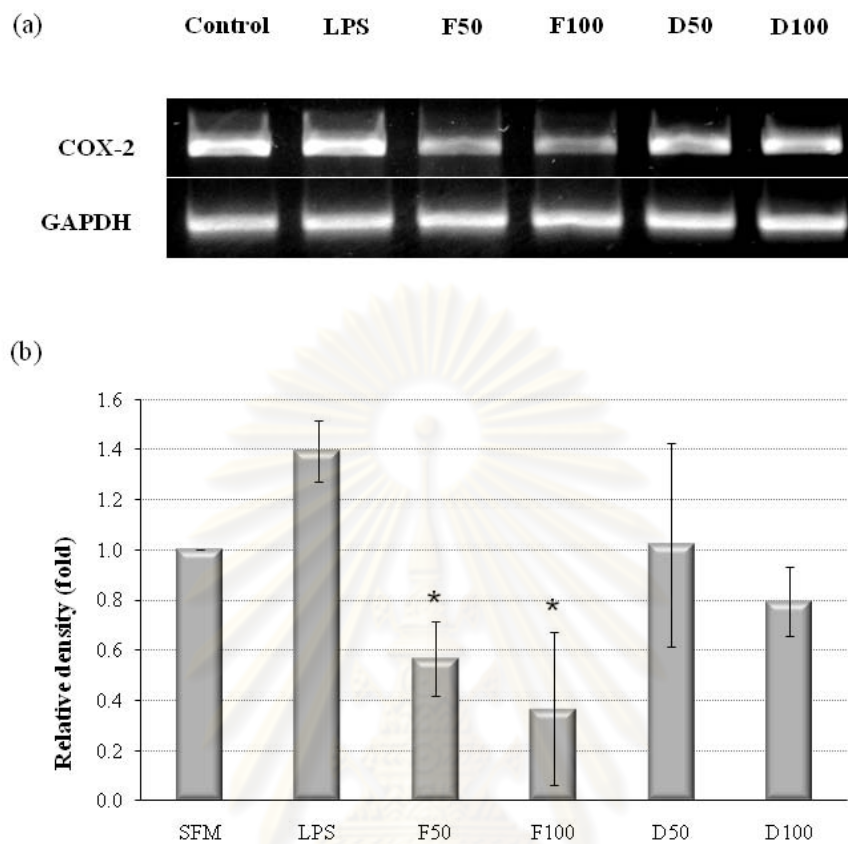 (a)
Control LPS F50 F100 D50 D100
COX-2
GAPDH
(b)
Relative density (fold)
1.6
1.4
1.2
1.0
0.8
0.6
0.4
0.2
0.0
* *
SFM LPS F50 F100 D50 D100